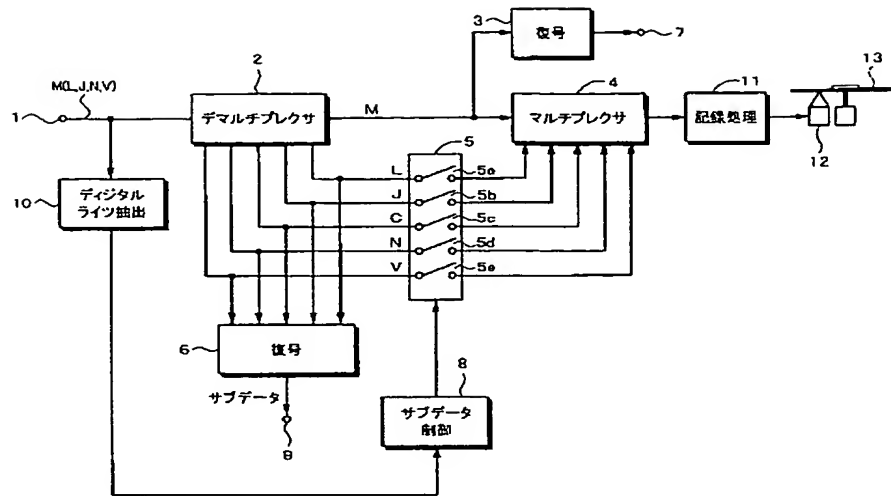 3
復号
7
2
4
11
13
M(L,J,N,V)
1
デマルチプレクサ
M
マルチプレクサ
記録処理
12
5
L
5a
J
5b
C
5c
N
5d
V
5e
10
ディジタル
ライツ抽出
6
復号
サブデータ
9
8
サブデータ
制御